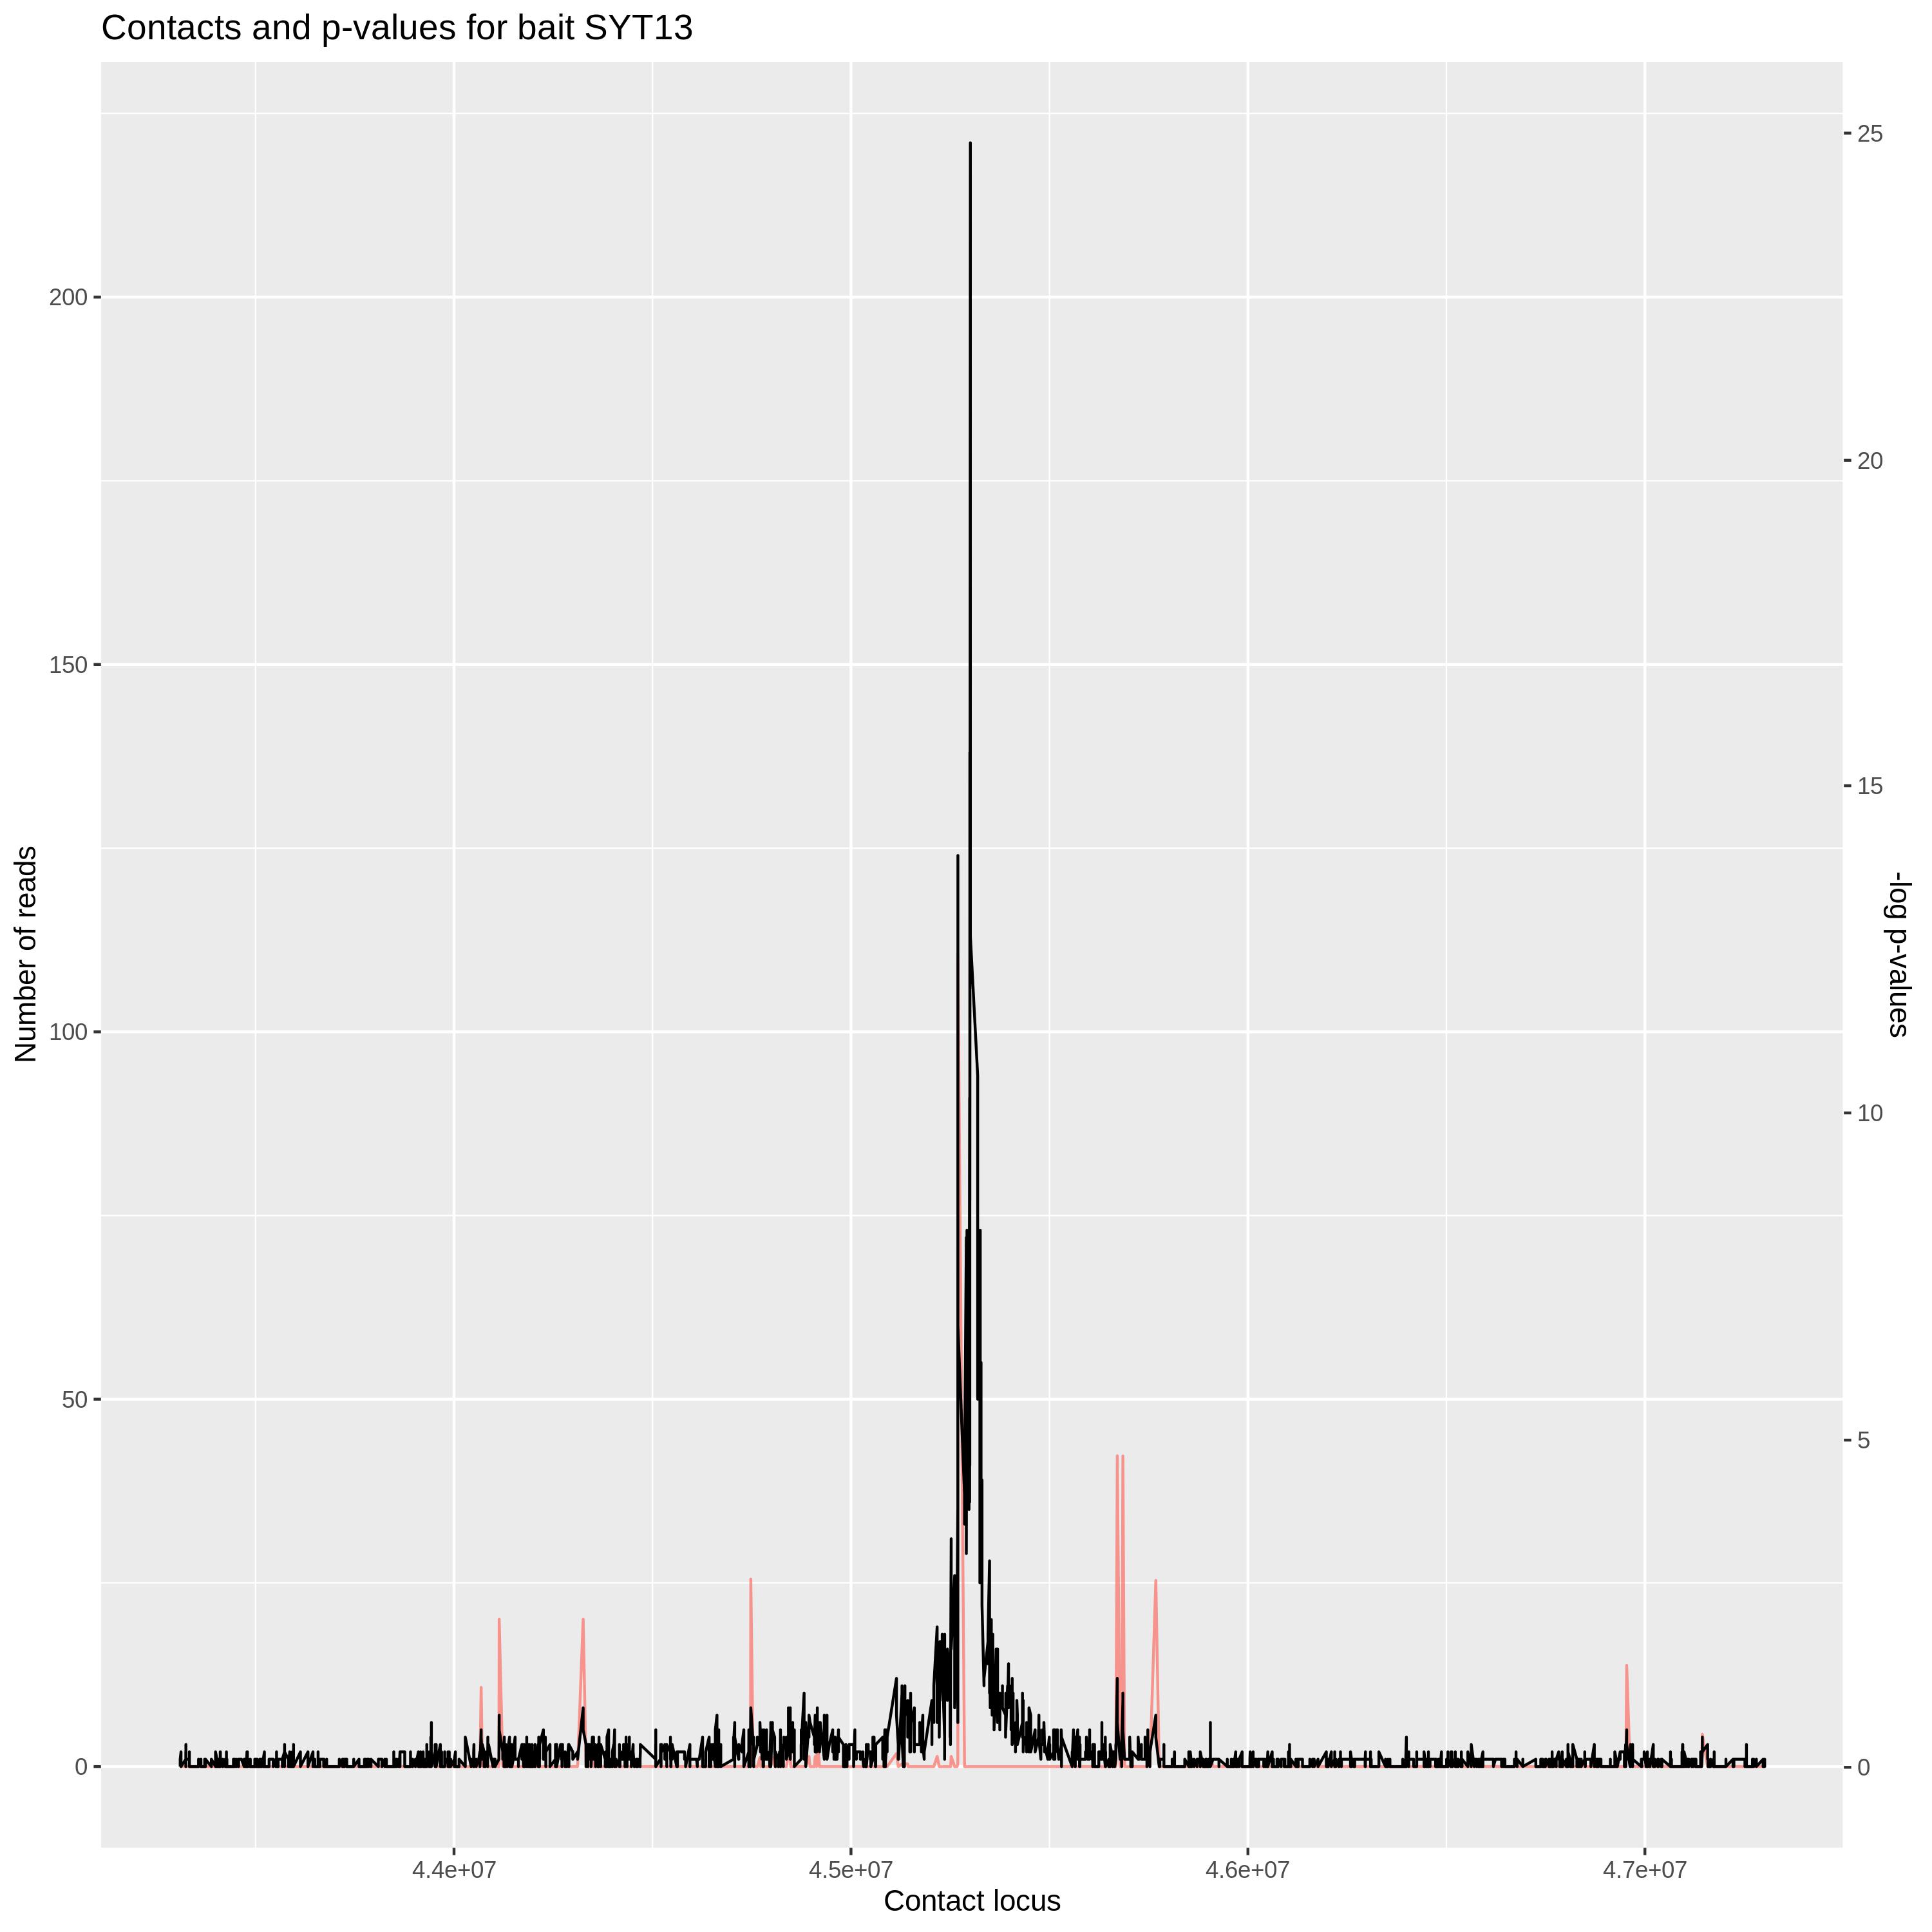 Contacts and p-values for bait SYT13
Number of reads
200
150
100
50
0
25
20
15
10
5
0
-log p-values
4.4e+07
4.5e+07
4.6e+07
4.7e+07
Contact locus